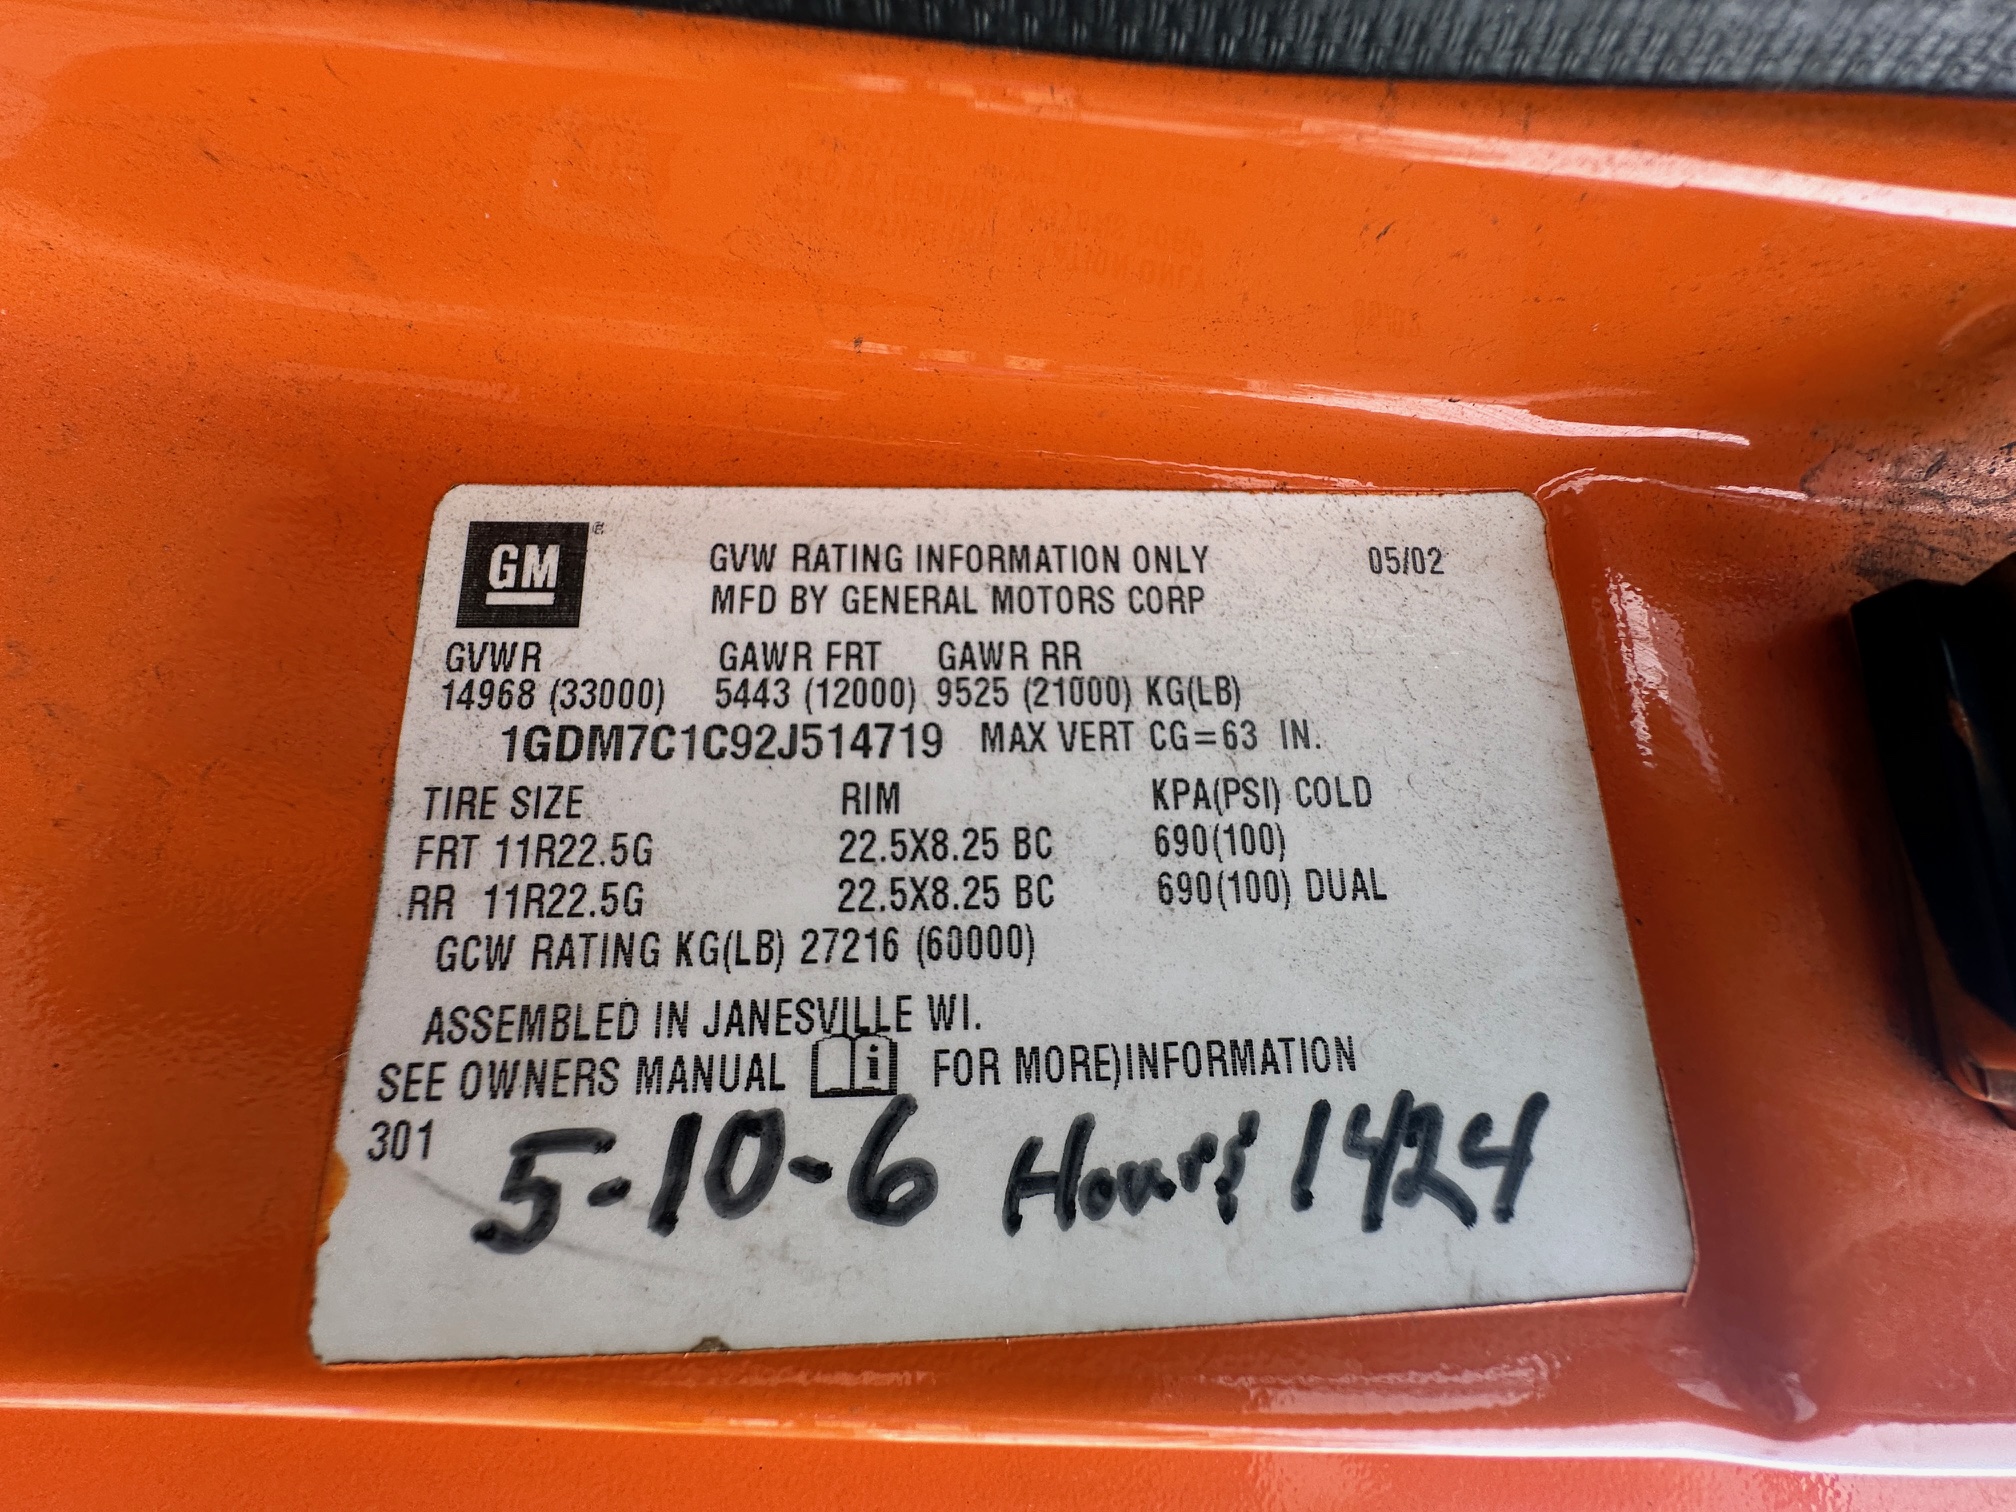 GM
GVW RATING INFORMATION ONLY 05/02
MFD BY GENERAL MOTORS CORP
GVWR GAWR FRT GAWR RR
14968 (33000) 5443 (12000) 9525 (21000) KG(LB)
1GDM7C1C92J514719 MAX VERT CG=63 IN.
TIRE SIZE RIM KPA(PSI) COLD
FRT 11R22.5G 22.5X8.25 BC 690(100)
RR 11R22.5G 22.5X8.25 BC 690(100) DUAL
GCW RATING KG(LB) 27216 (60000)
ASSEMBLED IN JANESVILLE WI.
SEE OWNERS MANUAL i FOR MORE)INFORMATION
301
5-10-6 Hours 1424